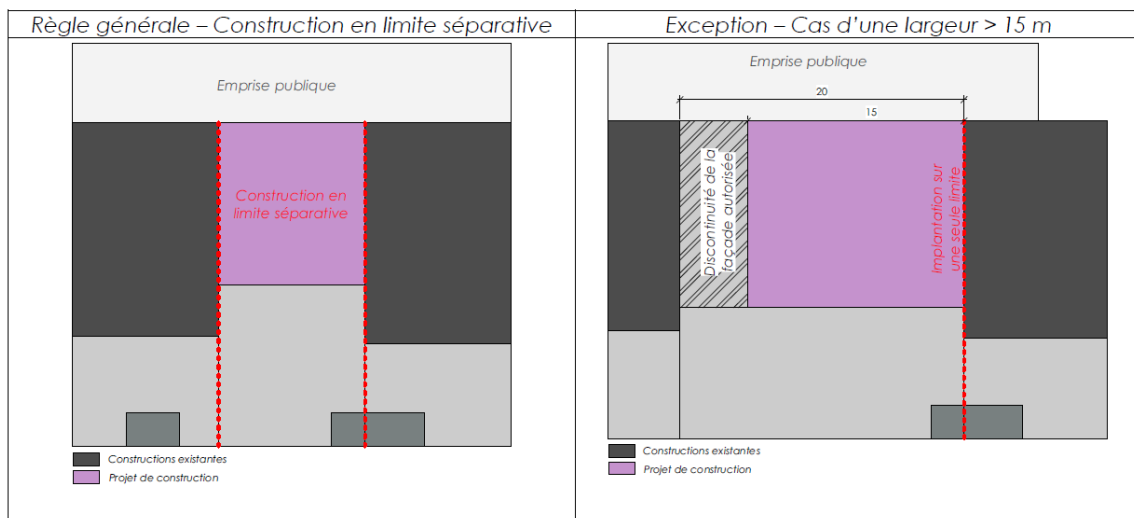 Règle générale – Construction en limite séparative
Exception – Cas d'une largeur > 15 m
Emprise publique
Construction en
limite séparative
Constructions existantes
Projet de construction
Emprise publique
20
15
Discontinuité de la
façade autorisée
Implantation sur
une seule limite
Constructions existantes
Projet de construction